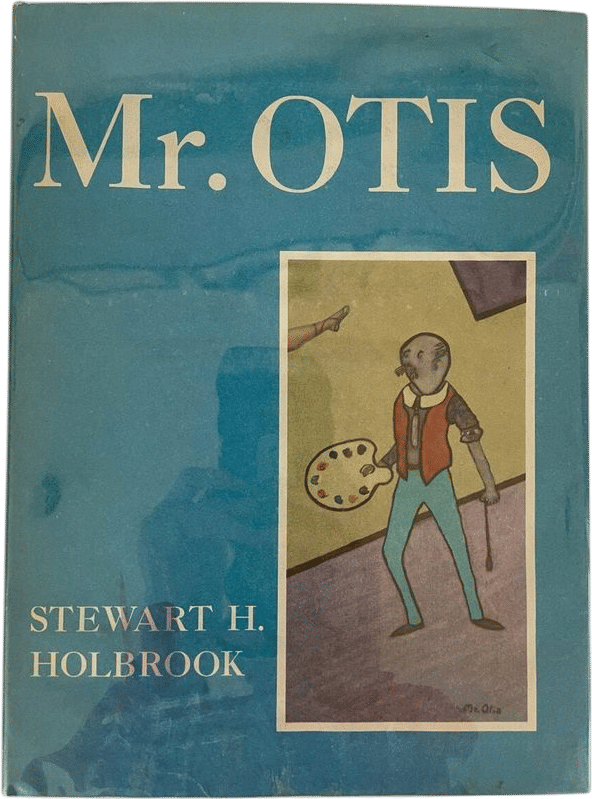 Mr. OTIS
STEWART H.
HOLBROOK
Mr. Otis